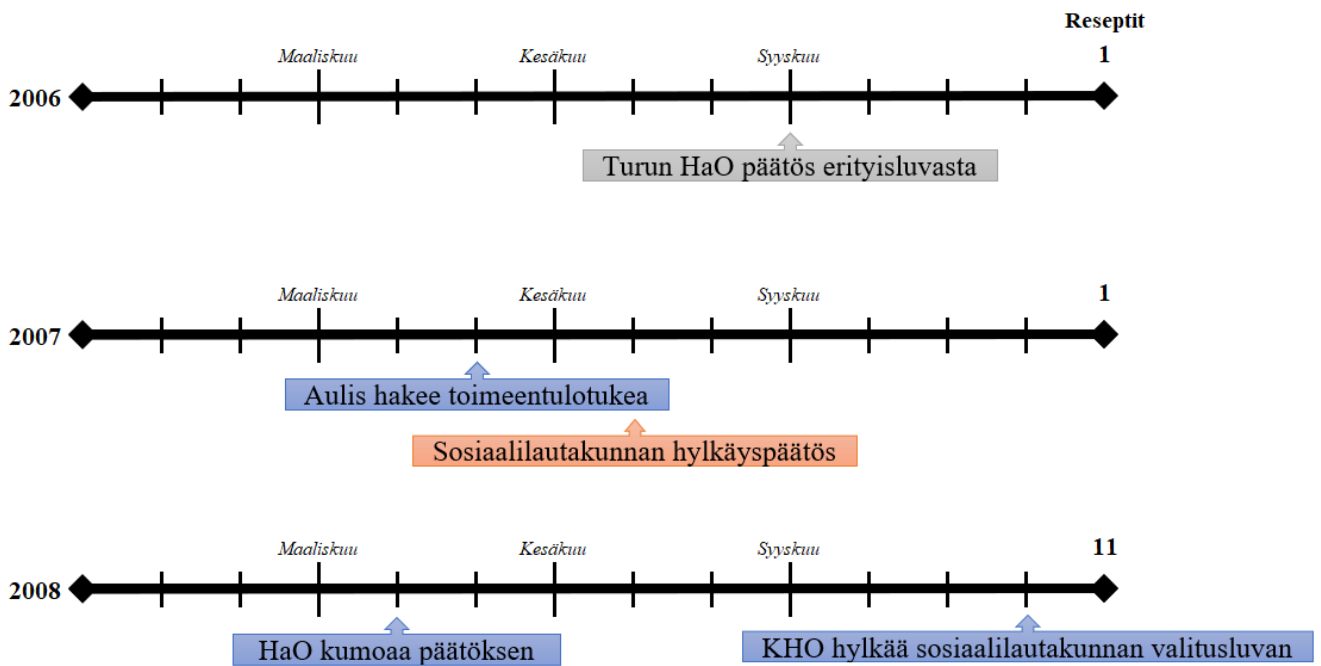 Reseptit
Maaliskuu Kesäkuu Syyskuu 1
2006
Turun HaO päätös erityisluvasta
Maaliskuu Kesäkuu Syyskuu 1
2007
Aulis hakee toimeentulotukea
Sosiaalilautakunnan hylkäyspäätös
Maaliskuu Kesäkuu Syyskuu 11
2008
HaO kumoaa päätöksen KHO hylkää sosiaalilautakunnan valitusluvan